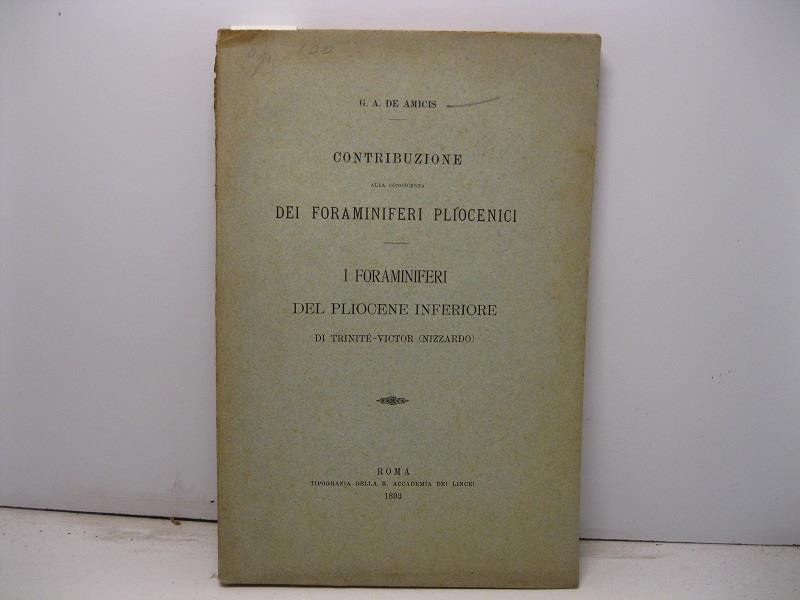 100
G. A. DE AMICIS
CONTRIBUZIONE
ALLA CONOSCENZA
DEI FORAMINIFERI PLIOCENICI
I FORAMINIFERI
DEL PLIOCENE INFERIORE
DI TRINITÉ-VICTOR (NIZZARDO)
ROMA
TIPOGRAFIA DELLA R. ACCADEMIA DEI LINCEI
1893